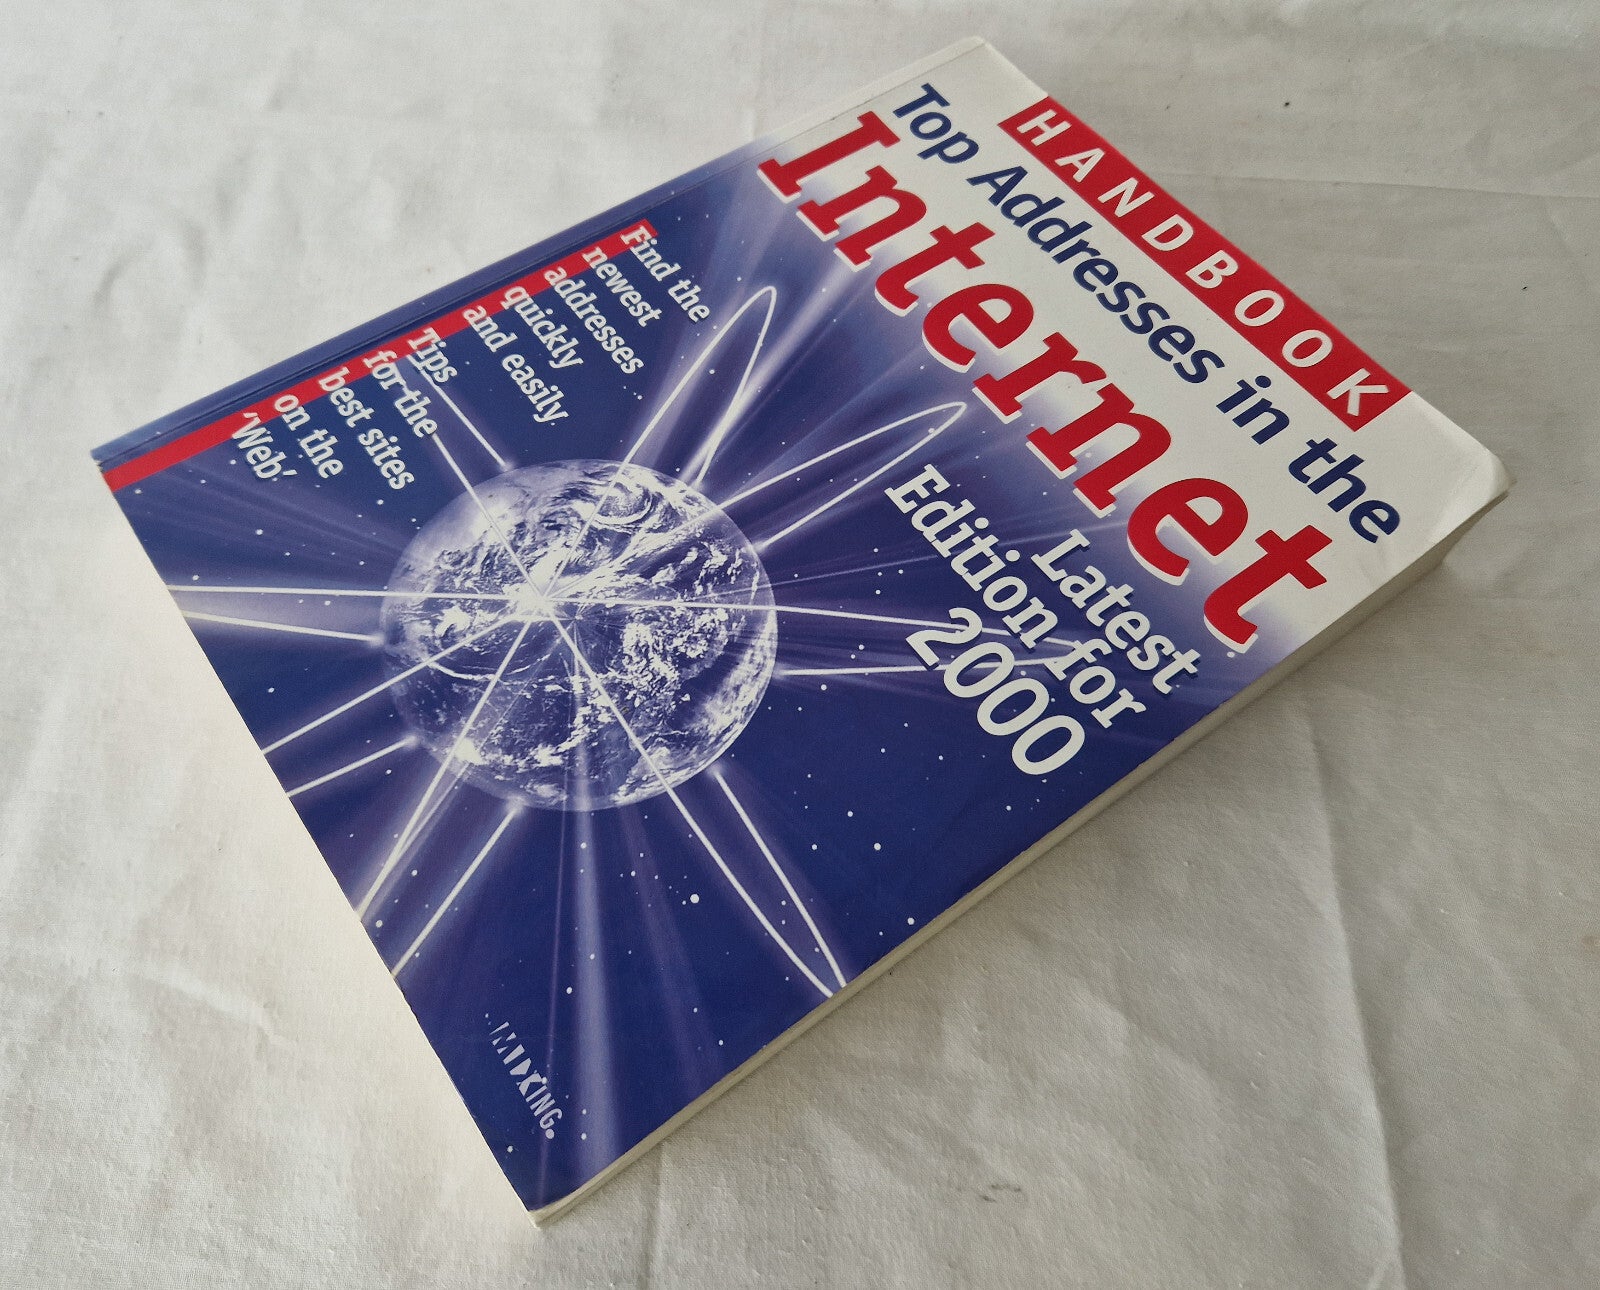 HANDBOOK
Top Addresses in the
Internet
Latest
Edition for
2000
Find the
newest
addresses
quickly
and easily
Tips
for the
best sites
on the
‚Web‘